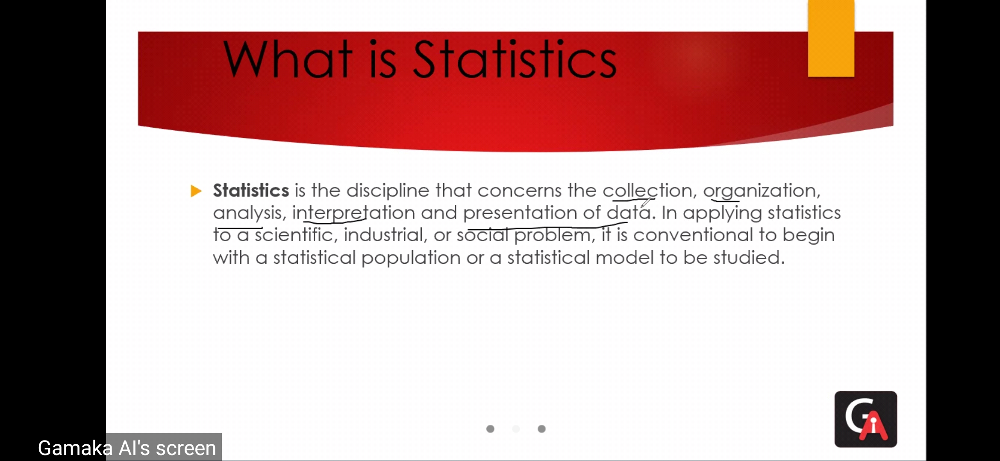 What is Statistics
Statistics is the discipline that concerns the collection, organization,
analysis, interpretation and presentation of data. In applying statistics
to a scientific, industrial, or social problem, it is conventional to begin
with a statistical population or a statistical model to be studied.
GA
Gamaka AI's screen